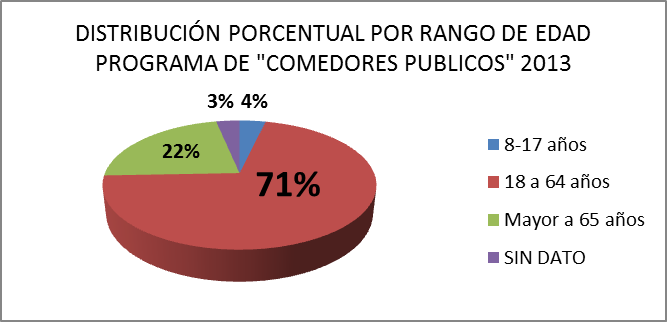 DISTRIBUCIÓN PORCENTUAL POR RANGO DE EDAD
PROGRAMA DE "COMEDORES PUBLICOS" 2013
3% 4%
22%
71%
8-17 años
18 a 64 años
Mayor a 65 años
SIN DATO